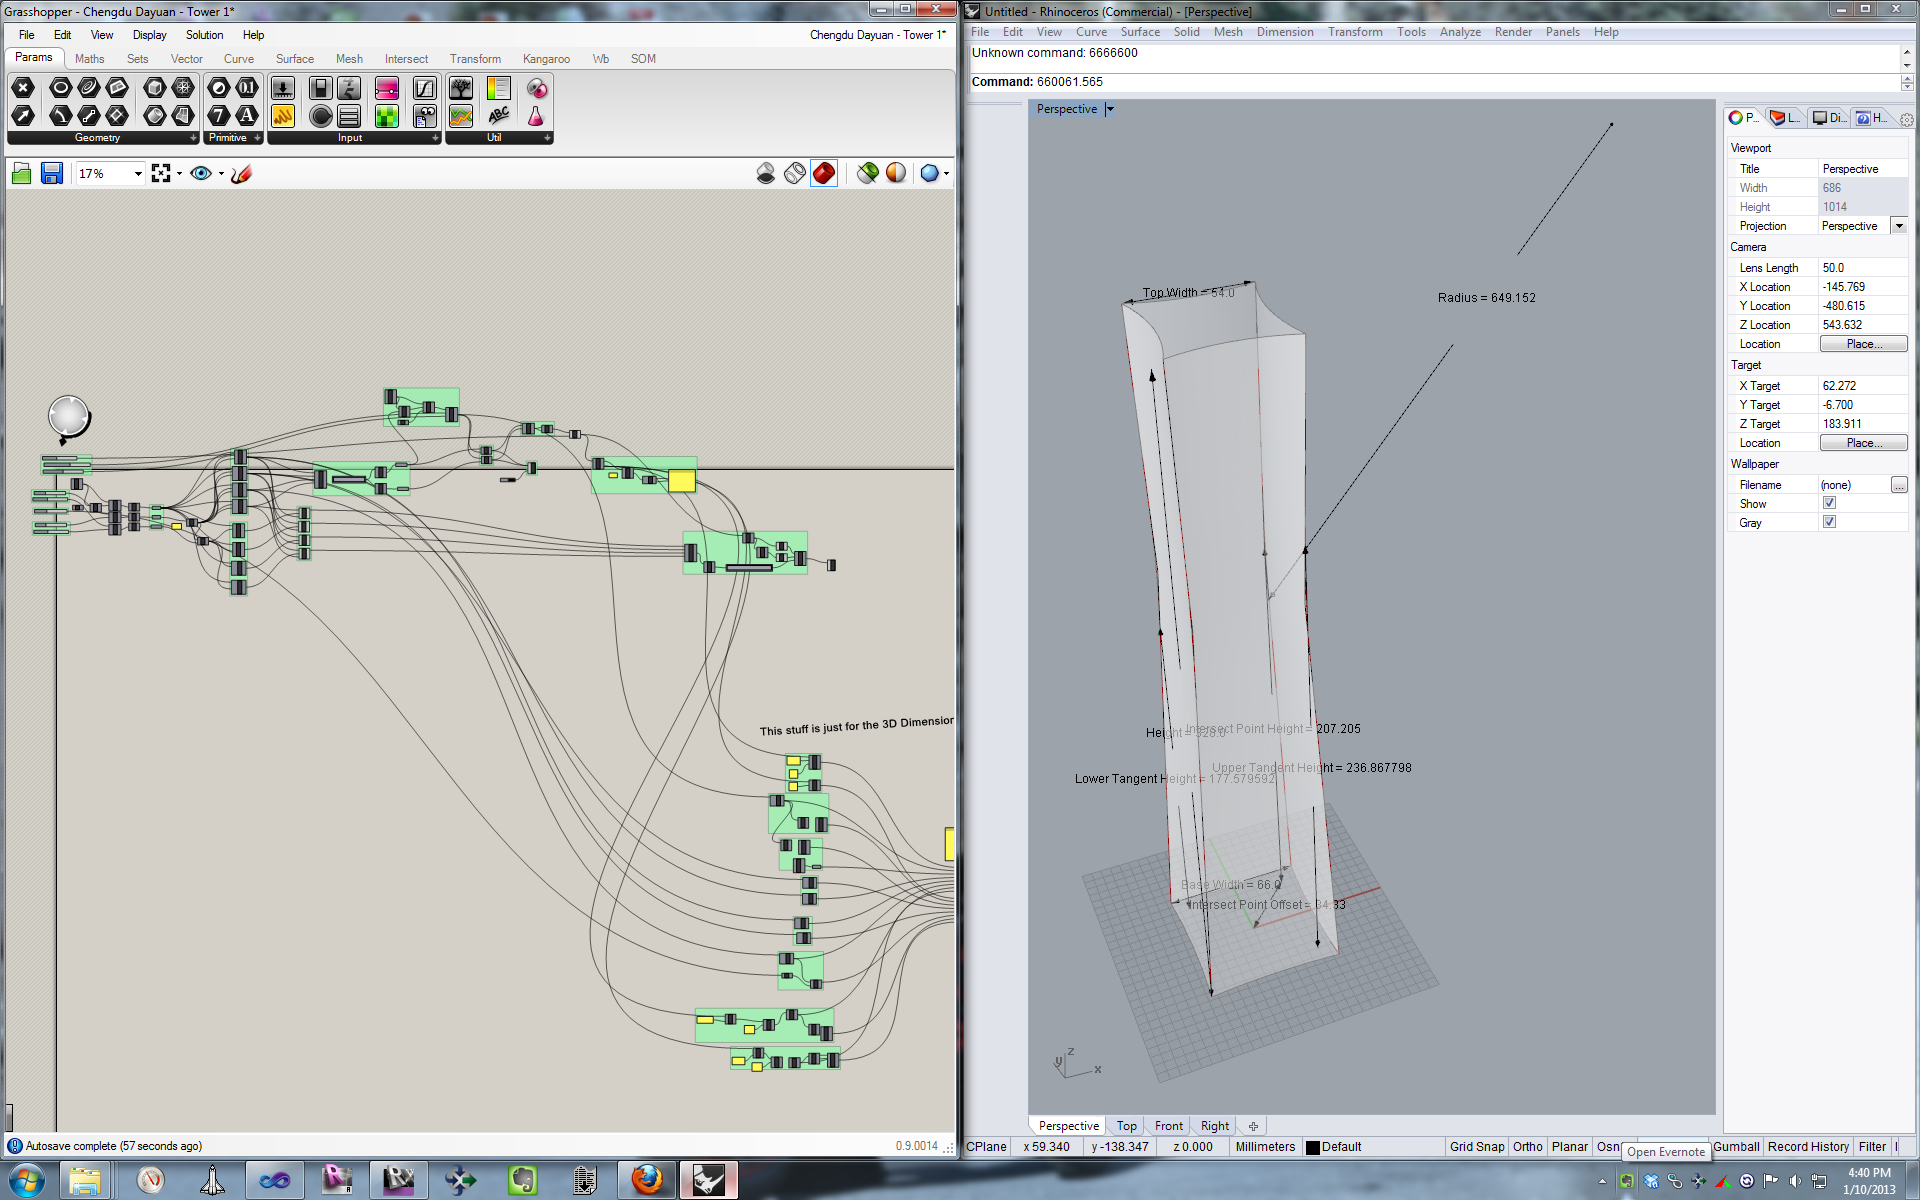 Grasshopper - Chengdu Dayuan - Tower 1*
File Edit View Display Solution Help
Chengdu Dayuan - Tower 1*
Params Maths Sets Vector Curve Surface Mesh Intersect Transform Kangaroo Wb SOM
Geometry Primitive Input Util
17%
This stuff is just for the 3D Dimension
Autosave complete (57 seconds ago)
0.9.0014
Untitled - Rhinoceros (Commercial) - [Perspective]
File Edit View Curve Surface Solid Mesh Dimension Transform Tools Analyze Render Panels Help
Unknown command: 6666600
Command: 660061.565
Perspective
Top Width = 54.0
Radius = 649.152
Intersect Point Height = 207.205
Upper Tangent Height = 236.867798
Lower Tangent Height = 177.579592
Base Width = 66.0
Intersect Point Offset = 34.33
z
y
x
Perspective Top Front Right
CPlane x 59.340 y -138.347 z 0.000 Millimeters Default Grid Snap Ortho Planar Osn Gumball Record History Filter
Open Evernote
P... L... Di... H...
Viewport
Title Perspective
Width 686
Height 1014
Projection Perspective
Camera
Lens Length 50.0
X Location -145.769
Y Location -480.615
Z Location 543.632
Location Place...
Target
X Target 62.272
Y Target -6.700
Z Target 183.911
Location Place...
Wallpaper
Filename (none) ...
Show
Gray
4:40 PM
1/10/2013